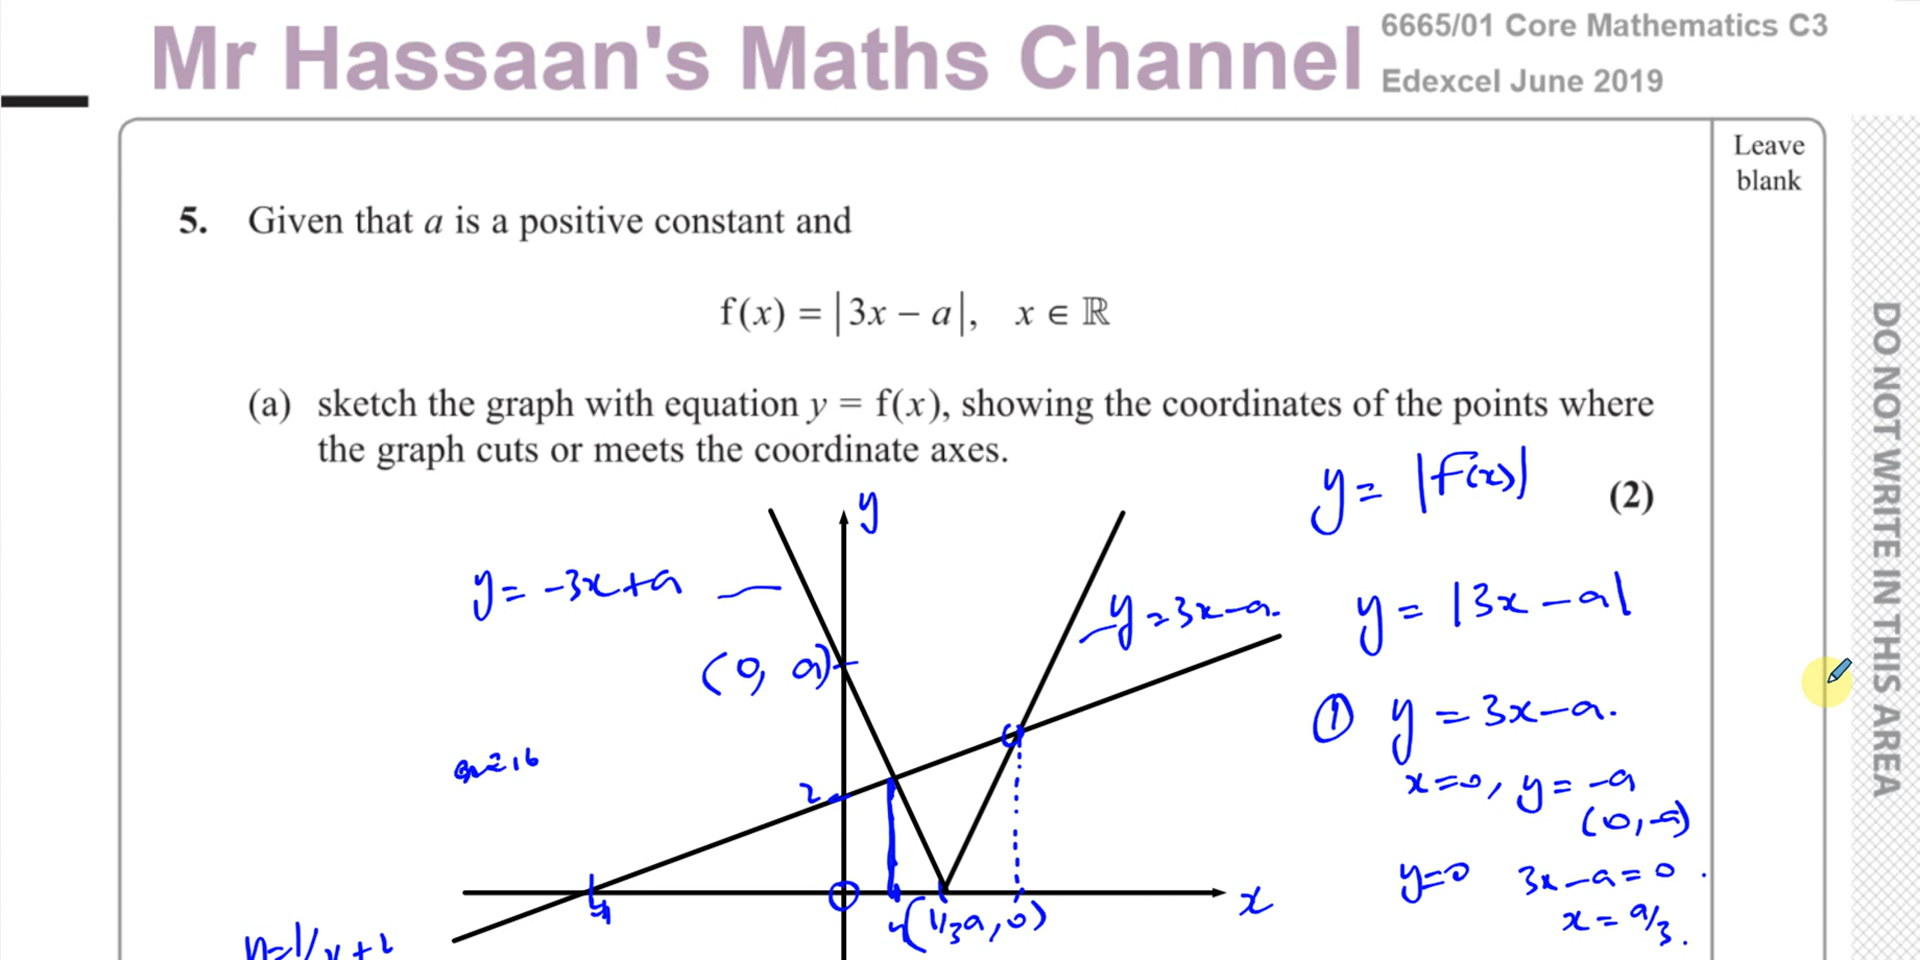 Mr Hassaan's Maths Channel
6665/01 Core Mathematics C3
Edexcel June 2019
Leave
blank
5. Given that a is a positive constant and
f(x) = |3x − a|, x ∈ ℝ
(a) sketch the graph with equation y = f(x), showing the coordinates of the points where
the graph cuts or meets the coordinate axes.
(2)
y = |f(x)|
y
y = -3x+a
y = 3x-a.
y = |3x-a|
(0, a)
① y = 3x-a.
2
x=0, y = -a
(0,-a)
y=0 3x-a=0.
x = a/3.
x
(1/3a, 0)
DO NOT WRITE IN THIS AREA